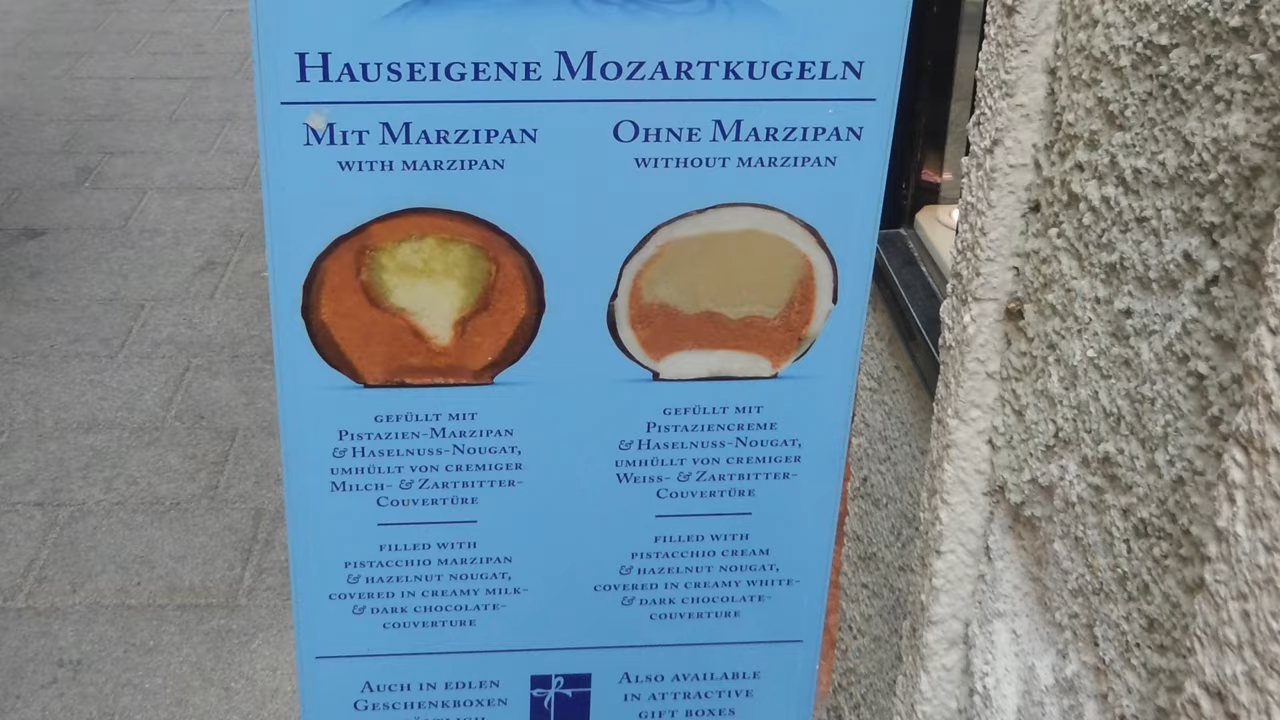 Hauseigene Mozartkugeln
Mit Marzipan
with marzipan
gefüllt mit
Pistazien-Marzipan
& Haselnuss-Nougat,
umhüllt von cremiger
Milch- & Zartbitter-
Couvertüre
filled with
pistacchio marzipan
& hazelnut nougat,
covered in creamy milk-
& dark chocolate-
couverture
Ohne Marzipan
without marzipan
gefüllt mit
Pistaziencreme
& Haselnuss-Nougat,
umhüllt von cremiger
Weiss- & Zartbitter-
Couvertüre
filled with
pistacchio cream
& hazelnut nougat,
covered in creamy white-
& dark chocolate-
couverture
Auch in edlen
Geschenkboxen
Also available
in attractive
gift boxes